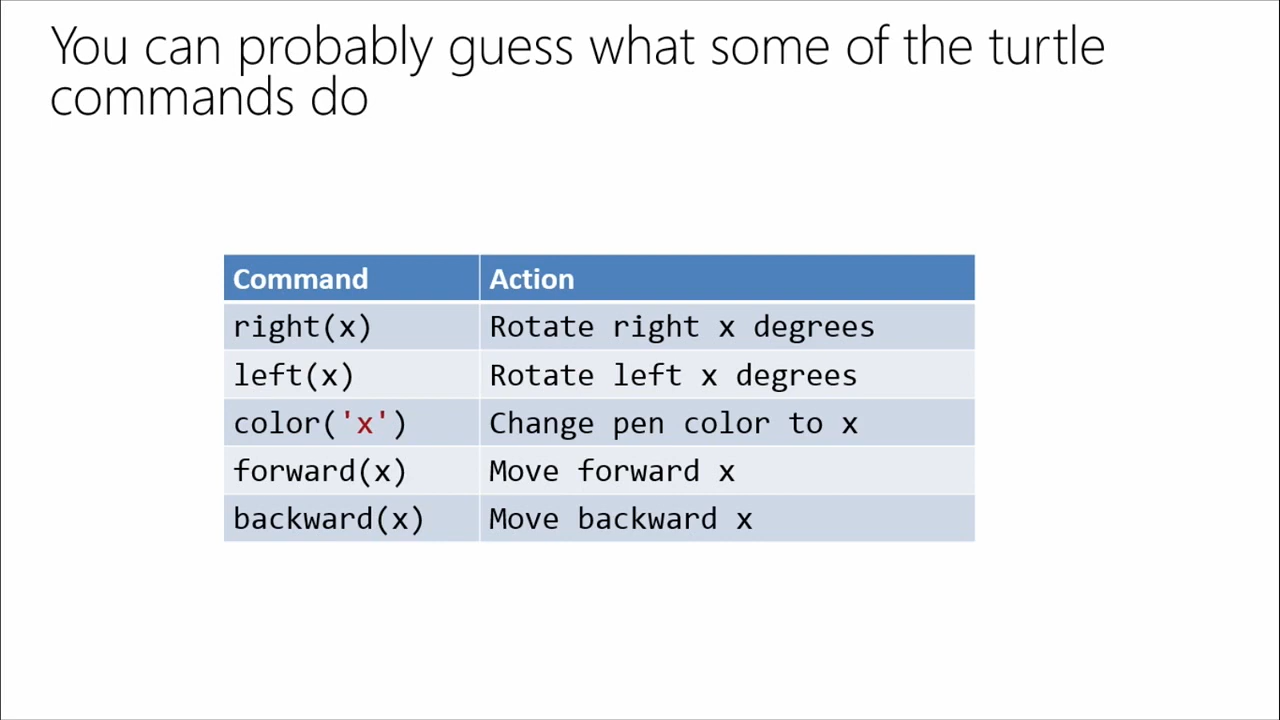 You can probably guess what some of the turtle
commands do
Command Action
right(x) Rotate right x degrees
left(x) Rotate left x degrees
color('x') Change pen color to x
forward(x) Move forward x
backward(x) Move backward x